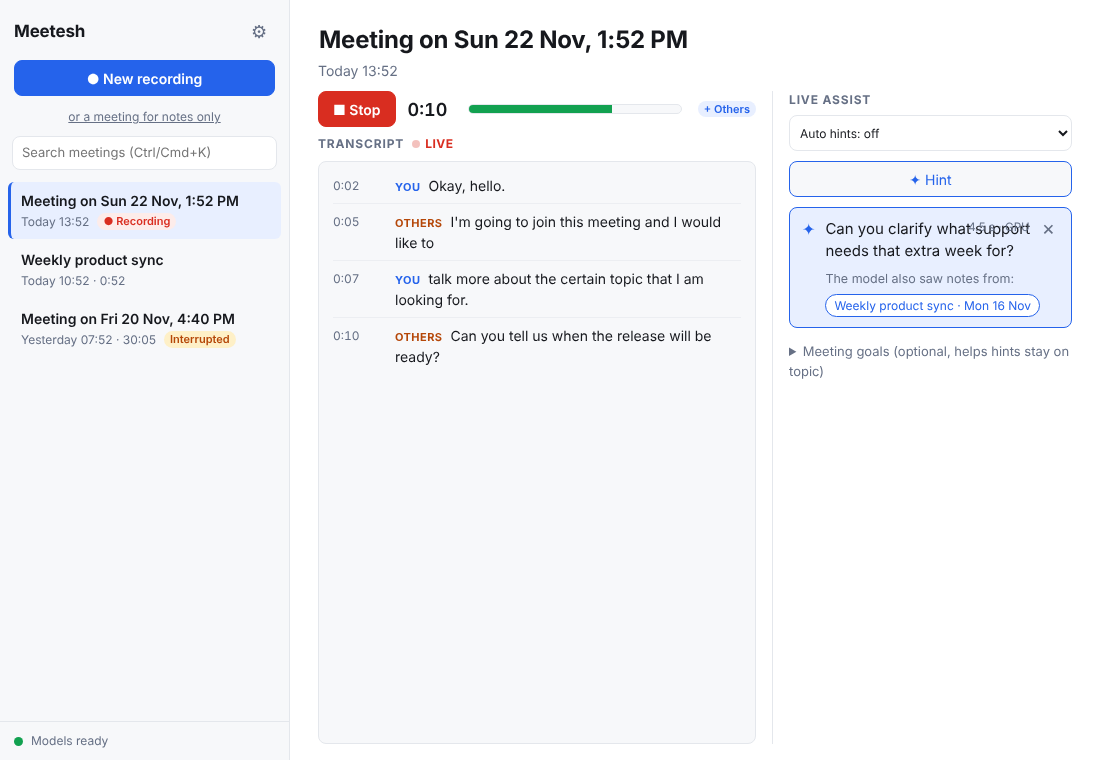 Meetesh
New recording
or a meeting for notes only
Search meetings (Ctrl/Cmd+K)
Meeting on Sun 22 Nov, 1:52 PM
Today 13:52 Recording
Weekly product sync
Today 10:52 · 0:52
Meeting on Fri 20 Nov, 4:40 PM
Yesterday 07:52 · 30:05 Interrupted
Models ready
Meeting on Sun 22 Nov, 1:52 PM
Today 13:52
Stop 0:10 + Others
TRANSCRIPT LIVE
0:02 YOU Okay, hello.
0:05 OTHERS I'm going to join this meeting and I would
like to
0:07 YOU talk more about the certain topic that I am
looking for.
0:10 OTHERS Can you tell us when the release will be
ready?
LIVE ASSIST
Auto hints: off
Hint
Can you clarify what support
needs that extra week for?
The model also saw notes from:
Weekly product sync · Mon 16 Nov
Meeting goals (optional, helps hints stay on
topic)